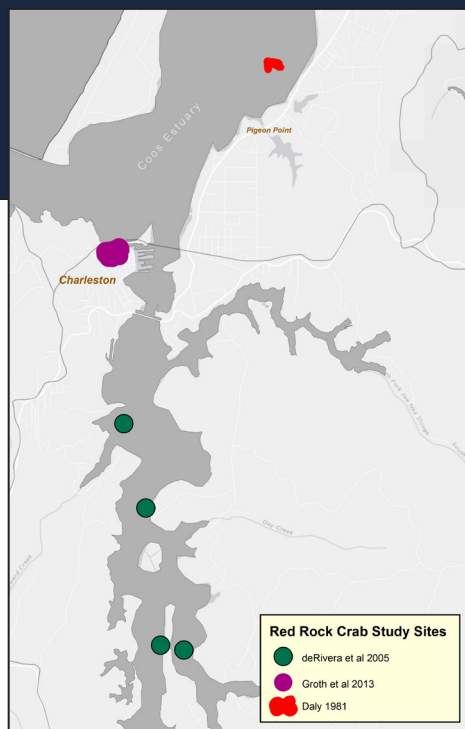 Coos Estuary
Pigeon Point
Charleston
Day Creek
Red Rock Crab Study Sites
deRivera et al 2005
Groth et al 2013
Daly 1981